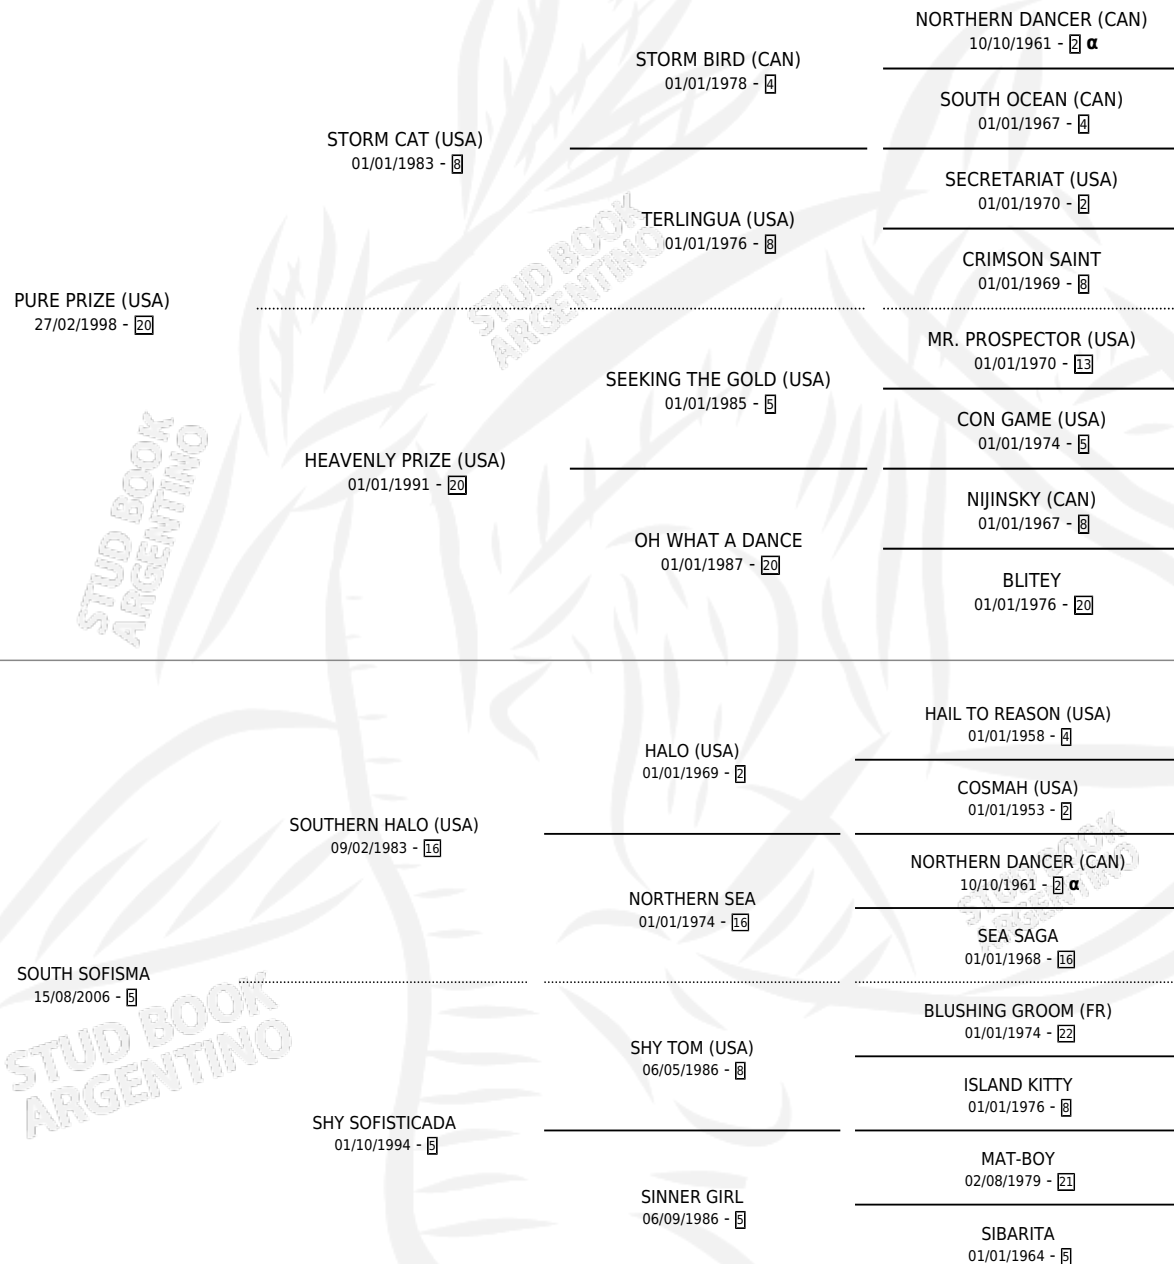 NORTHERN DANCER (CAN)
10/10/1961 - 2 α
STORM BIRD (CAN)
01/01/1978 - 4
SOUTH OCEAN (CAN)
01/01/1967 - 4
STORM CAT (USA)
01/01/1983 - 8
SECRETARIAT (USA)
01/01/1970 - 2
TERLINGUA (USA)
01/01/1976 - 8
CRIMSON SAINT
01/01/1969 - 8
STUD BOOK
ARGENTINO
PURE PRIZE (USA)
27/02/1998 - 20
MR. PROSPECTOR (USA)
01/01/1970 - 13
SEEKING THE GOLD (USA)
01/01/1985 - 5
CON GAME (USA)
01/01/1974 - 5
HEAVENLY PRIZE (USA)
01/01/1991 - 20
NIJINSKY (CAN)
01/01/1967 - 8
OH WHAT A DANCE
01/01/1987 - 20
BLITEY
01/01/1976 - 20
STUD BOOK
ARGENTINO
HAIL TO REASON (USA)
01/01/1958 - 4
HALO (USA)
01/01/1969 - 2
COSMAH (USA)
01/01/1953 - 2
SOUTHERN HALO (USA)
09/02/1983 - 16
NORTHERN DANCER (CAN)
10/10/1961 - 2 α
NORTHERN SEA
01/01/1974 - 16
SEA SAGA
01/01/1968 - 16
STUD BOOK
ARGENTINO
SOUTH SOFISMA
15/08/2006 - 5
BLUSHING GROOM (FR)
01/01/1974 - 22
SHY TOM (USA)
06/05/1986 - 8
ISLAND KITTY
01/01/1976 - 8
SHY SOFISTICADA
01/10/1994 - 5
MAT-BOY
02/08/1979 - 21
SINNER GIRL
06/09/1986 - 5
SIBARITA
01/01/1964 - 5
STUD BOOK
ARGENTINO